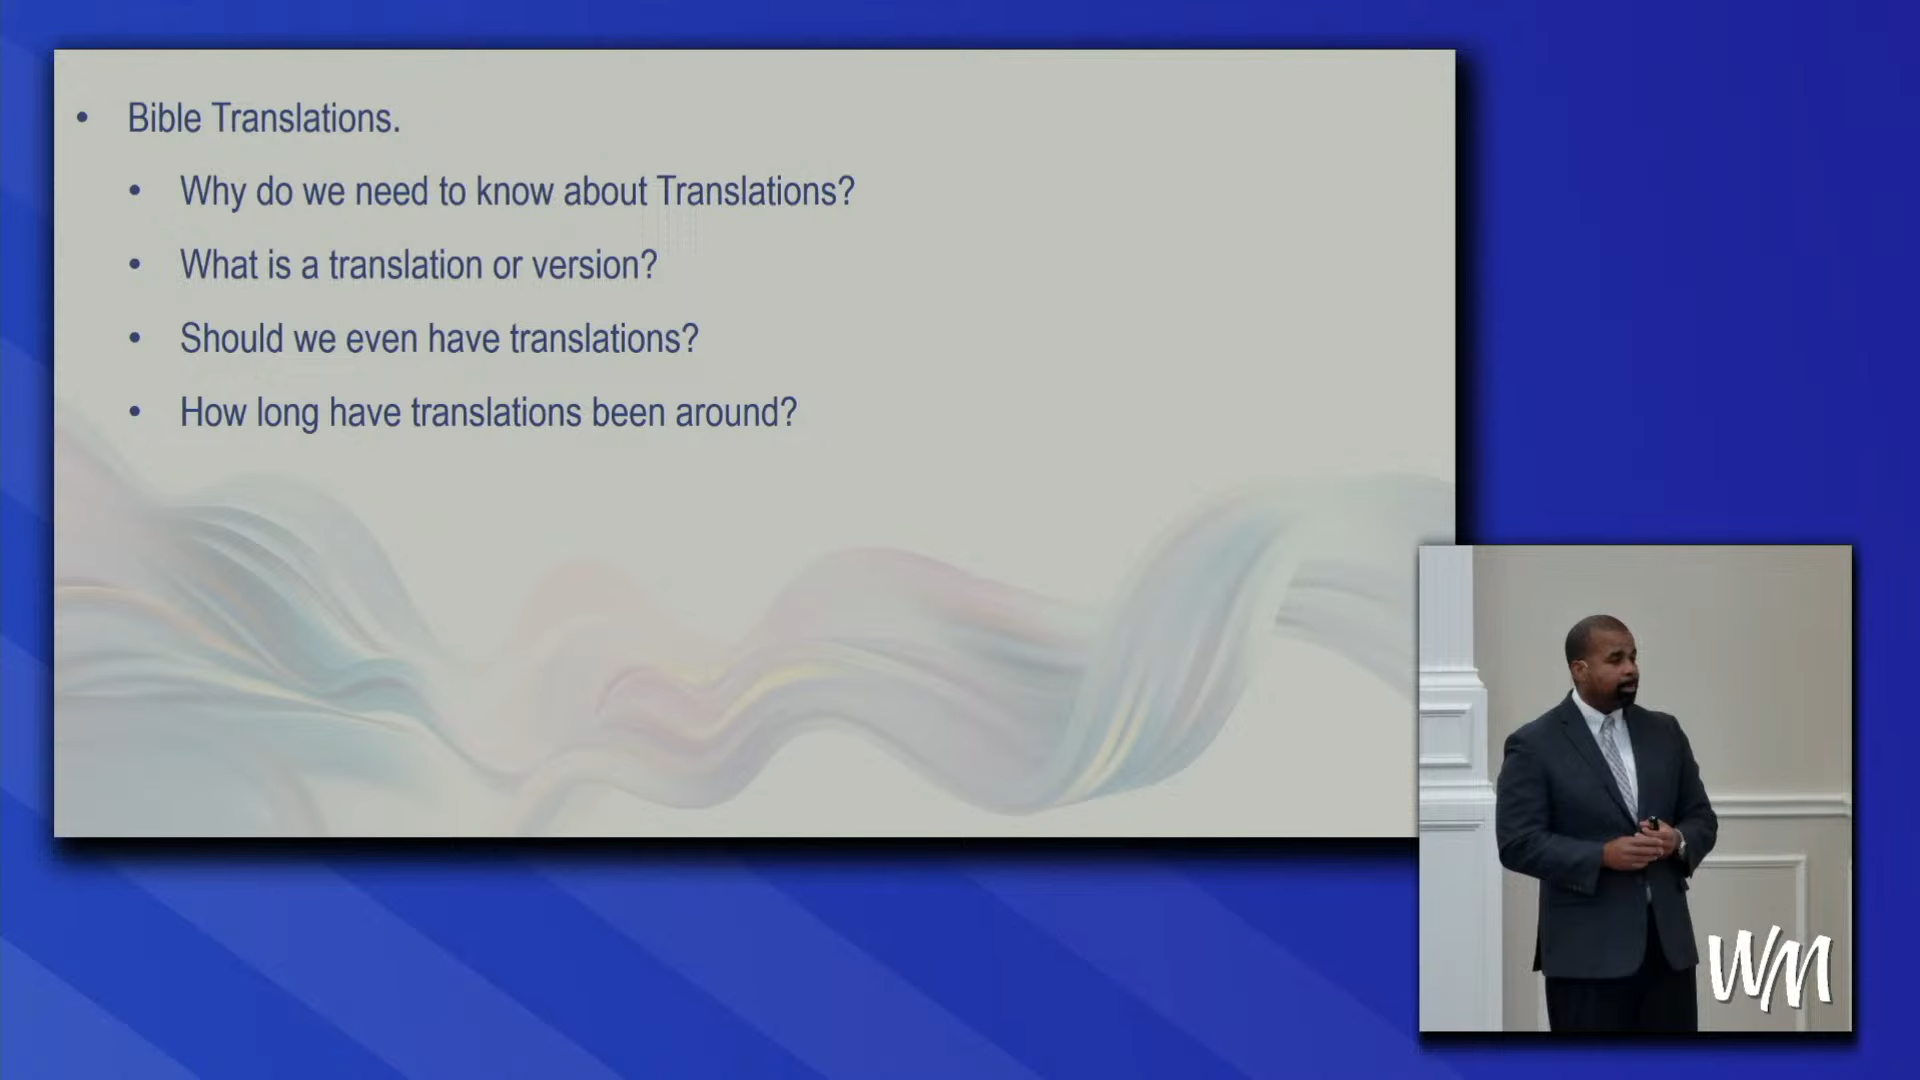 • Bible Translations.
• Why do we need to know about Translations?
• What is a translation or version?
• Should we even have translations?
• How long have translations been around?
WM